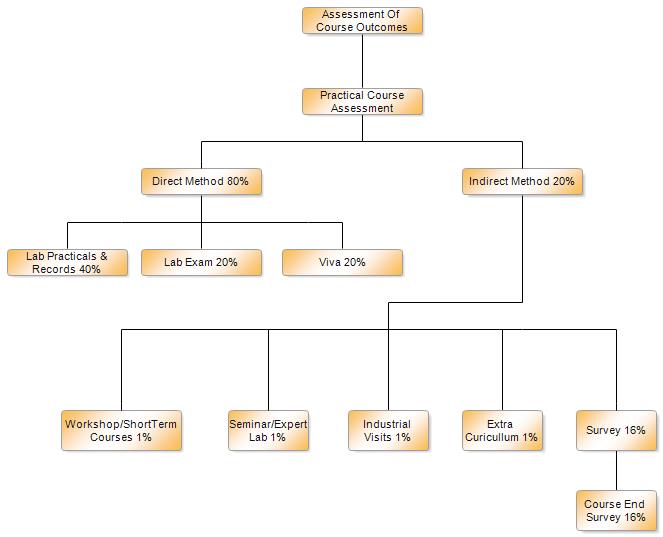 Assessment Of
Course Outcomes
Practical Course
Assessment
Direct Method 80%
Indirect Method 20%
Lab Practicals &
Records 40%
Lab Exam 20%
Viva 20%
Workshop/ShortTerm
Courses 1%
Seminar/Expert
Lab 1%
Industrial
Visits 1%
Extra
Curicullum 1%
Survey 16%
Course End
Survey 16%